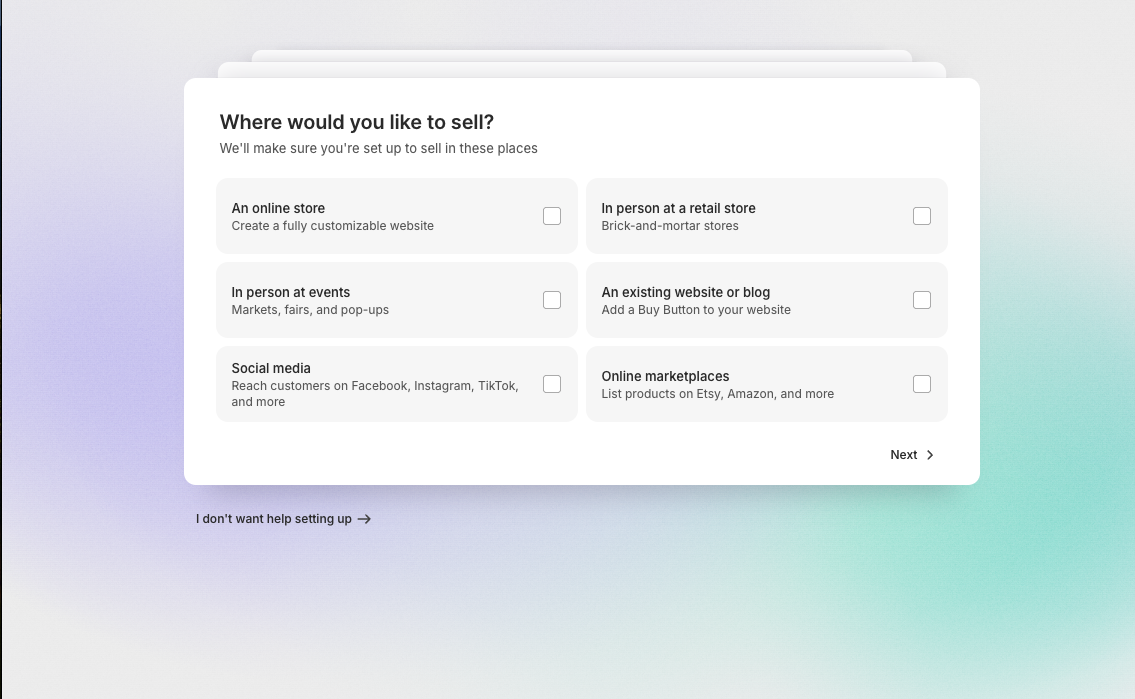 Where would you like to sell?
We'll make sure you're set up to sell in these places
An online store
Create a fully customizable website
In person at a retail store
Brick-and-mortar stores
In person at events
Markets, fairs, and pop-ups
An existing website or blog
Add a Buy Button to your website
Social media
Reach customers on Facebook, Instagram, TikTok,
and more
Online marketplaces
List products on Etsy, Amazon, and more
Next
I don't want help setting up